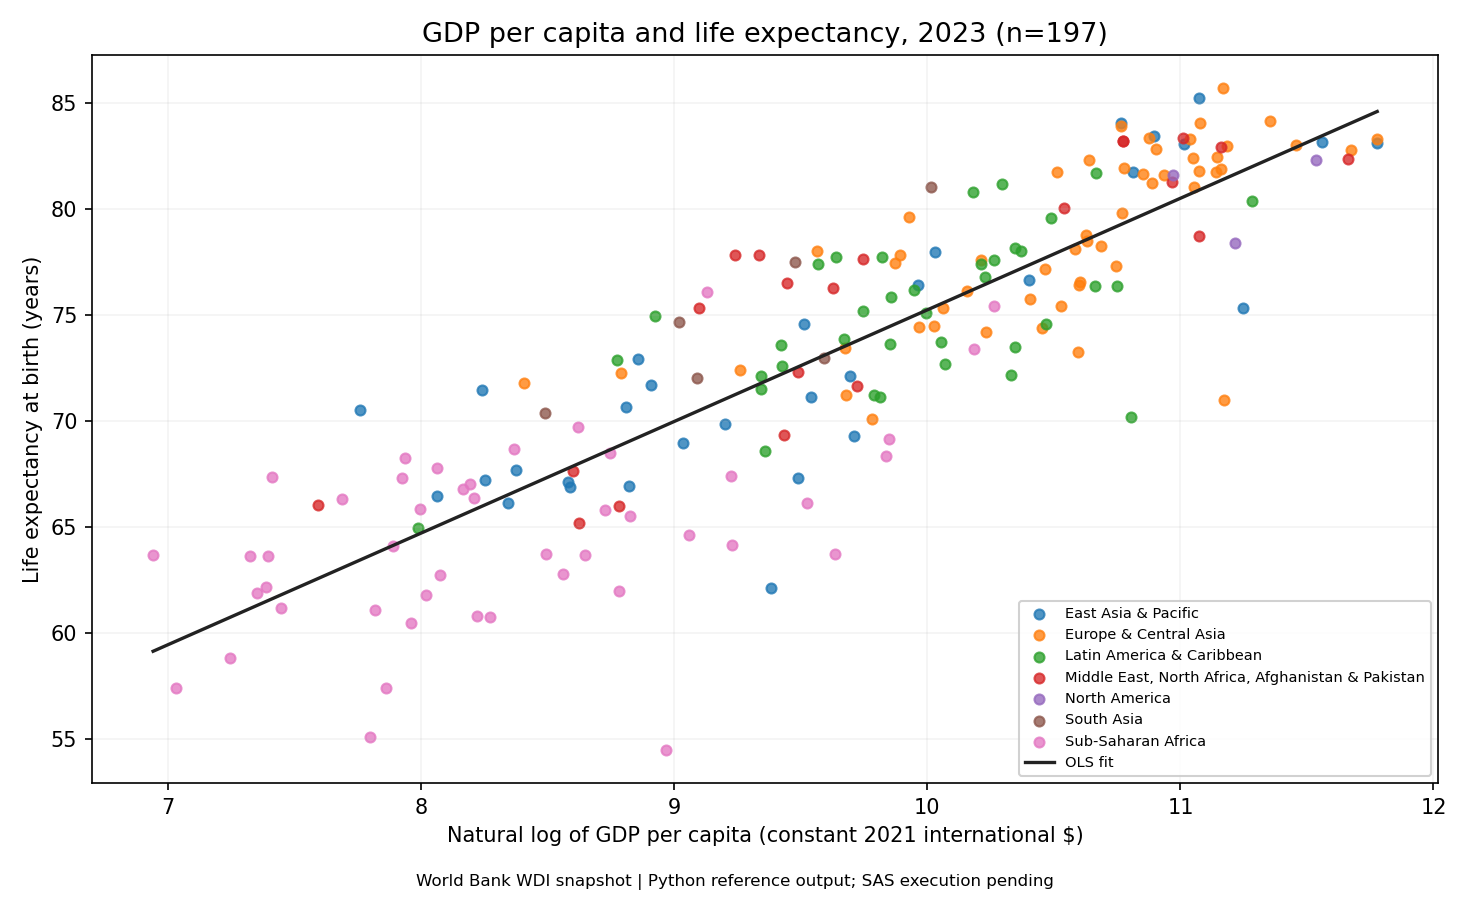 GDP per capita and life expectancy, 2023 (n=197)
Life expectancy at birth (years)
85
80
75
70
65
60
55
East Asia & Pacific
Europe & Central Asia
Latin America & Caribbean
Middle East, North Africa, Afghanistan & Pakistan
North America
South Asia
Sub-Saharan Africa
OLS fit
7 8 9 10 11 12
Natural log of GDP per capita (constant 2021 international $)
World Bank WDI snapshot | Python reference output; SAS execution pending